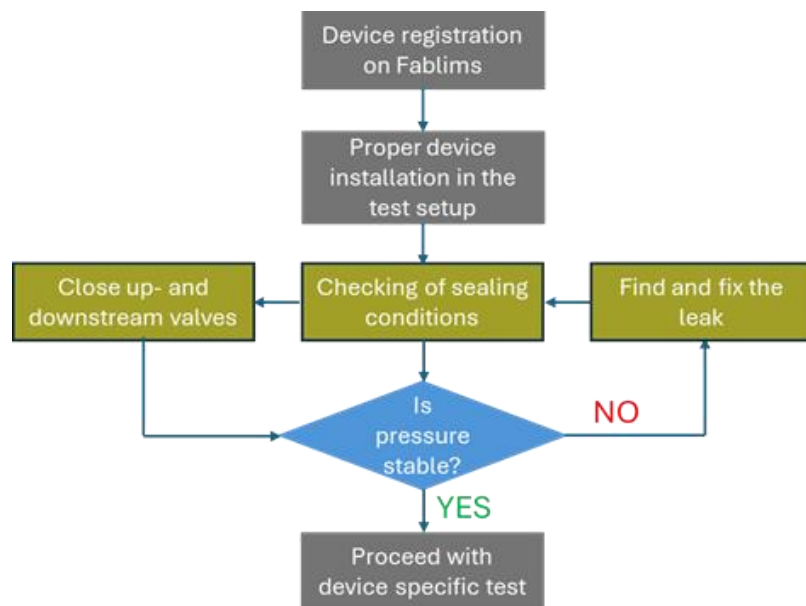 Device registration
on Fablims
Proper device
installation in the
test setup
Close up- and
downstream valves
Checking of sealing
conditions
Find and fix the
leak
Is
pressure
stable?
NO
YES
Proceed with
device specific test